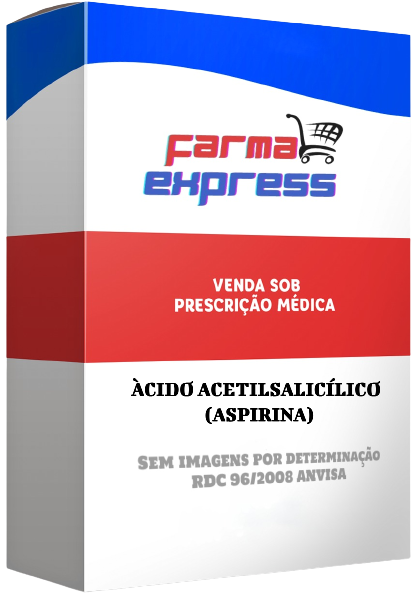 Farma
express
VENDA SOB
PRESCRIÇÃO MÉDICA
ÀCIDO ACETILSALICÍLICO
(ASPIRINA)
SEM IMAGENS POR DETERMINAÇÃO
RDC 96/2008 ANVISA